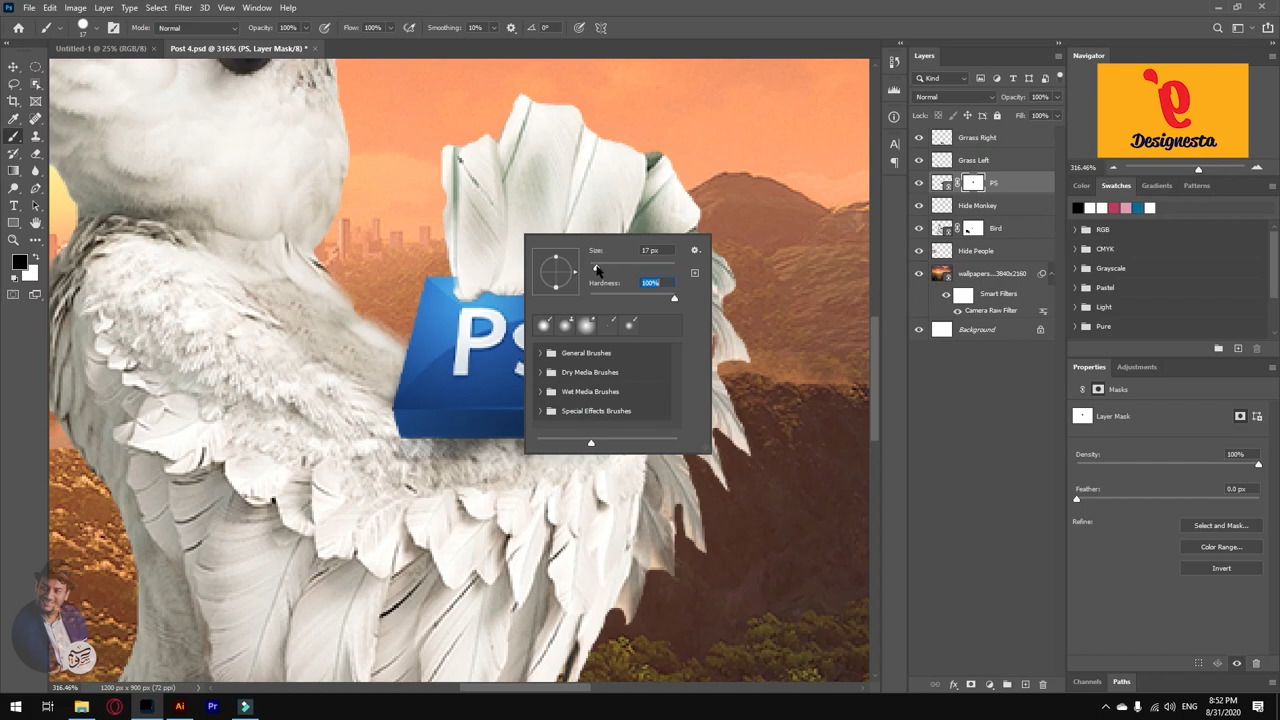 Ps File Edit Image Layer Type Select Filter 3D View Window Help
17 Mode: Normal Opacity: 100% Flow: 100% Smoothing: 10% 0°
Untitled-1 @ 25% (RGB/8) × Post 4.psd @ 316% (PS, Layer Mask/8) * ×
Layers
Kind
Normal Opacity: 100%
Lock: Fill: 100%
Grrass Right
Grass Left
PS
Hide Monkey
Bird
Hide People
wallpapers...3840x2160
Smart Filters
Camera Raw Filter
Background
Navigator
e
Designesta
316.46%
Color Swatches Gradients Patterns
RGB
CMYK
Grayscale
Pastel
Light
Pure
Properties Adjustments
Masks
Layer Mask
Density: 100%
Feather: 0.0 px
Refine: Select and Mask...
Color Range...
Invert
Channels Paths
Size: 17 px
Hardness: 100%
General Brushes
Dry Media Brushes
Wet Media Brushes
Special Effects Brushes
PS
316.46% 1200 px x 900 px (72 ppi)
Ai Pr
ENG
8:52 PM
8/31/2020